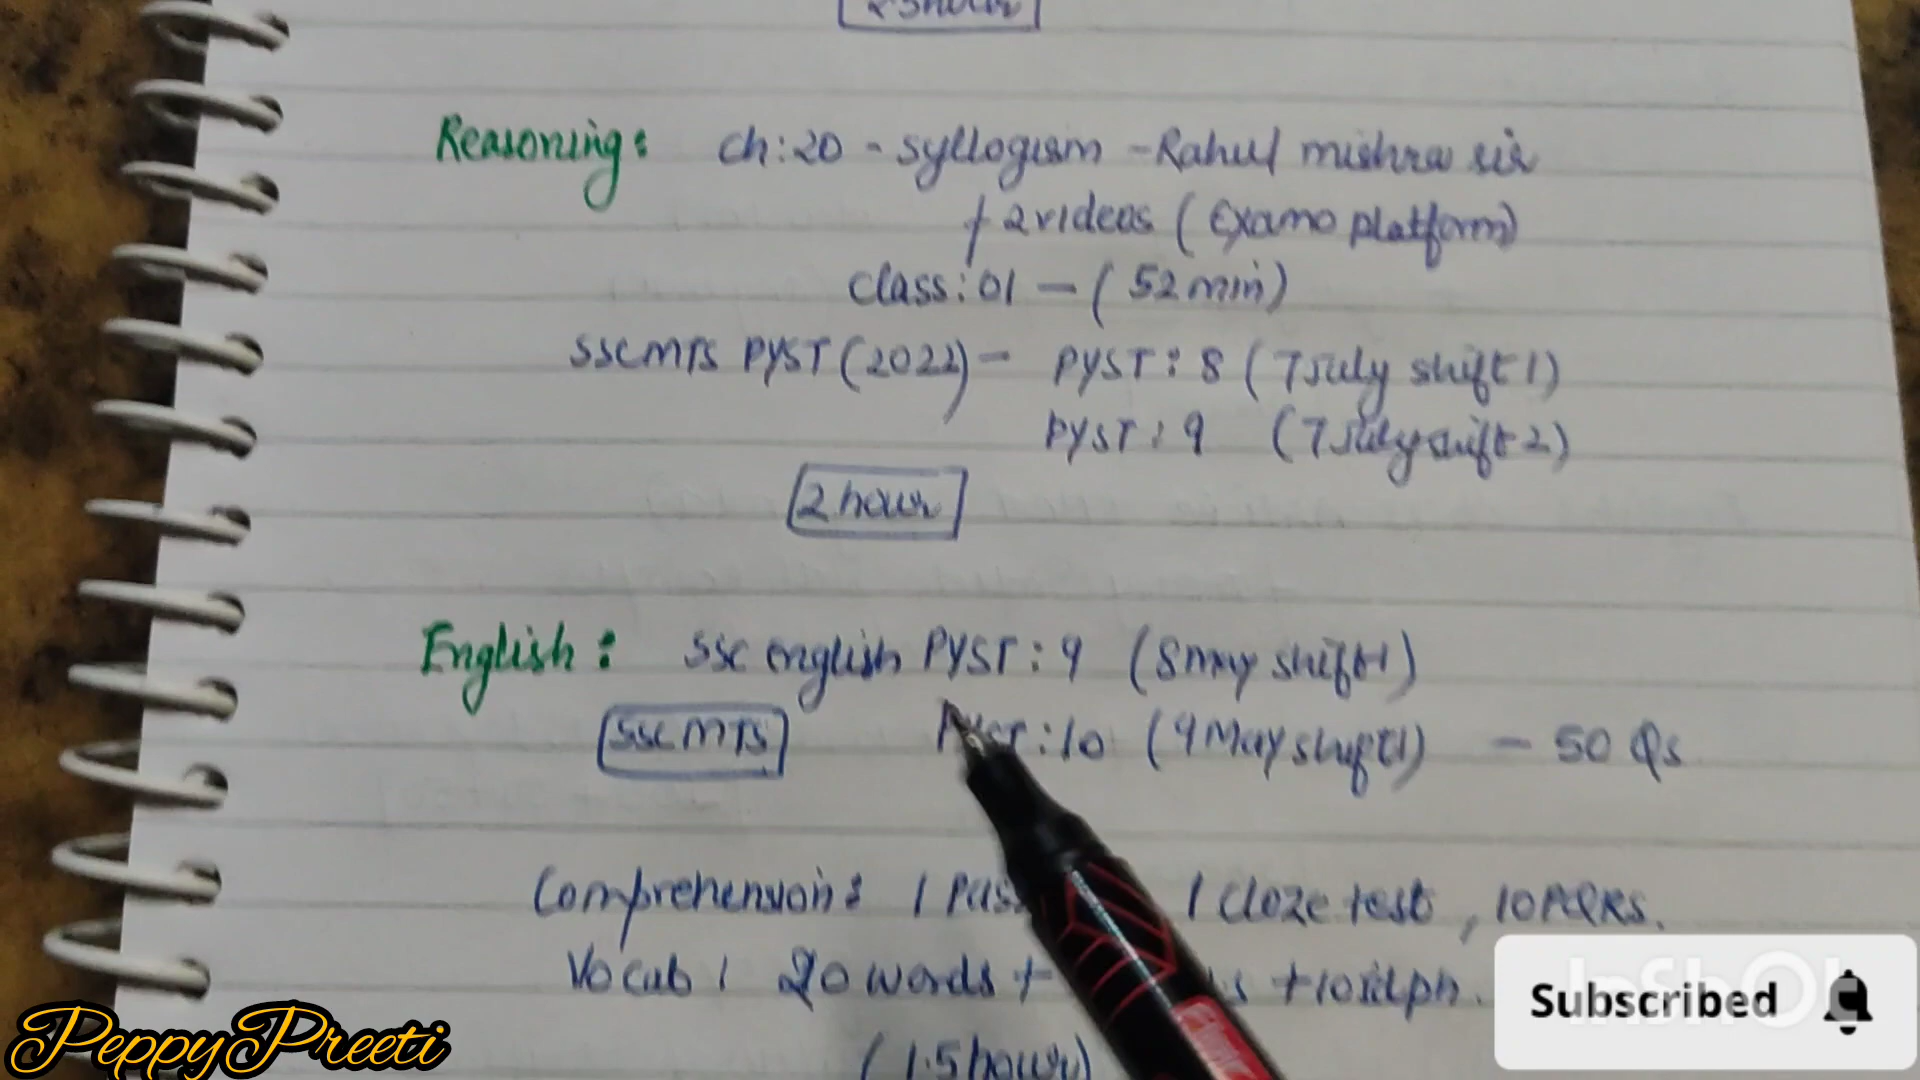 Reasoning: ch:20 - syllogism - Rahul mishra sir
+ 2 videos (Examo platform)
class: 01 - (52 min)
SSC MTS PYST (2022) - PYST: 8 (7 July shift 1)
PYST: 9 (7 July shift 2)
2 hour
English: SSC english PYST: 9 (8 may shift 1)
SSC MTS PYST: 10 (9 May shift 1) - 50 Qs
Comprehension: 1 1 cloze test, 10 PQRS.
Vocab: 20 words +
(1.5 hour)
Subscribed
PeppyPreeti